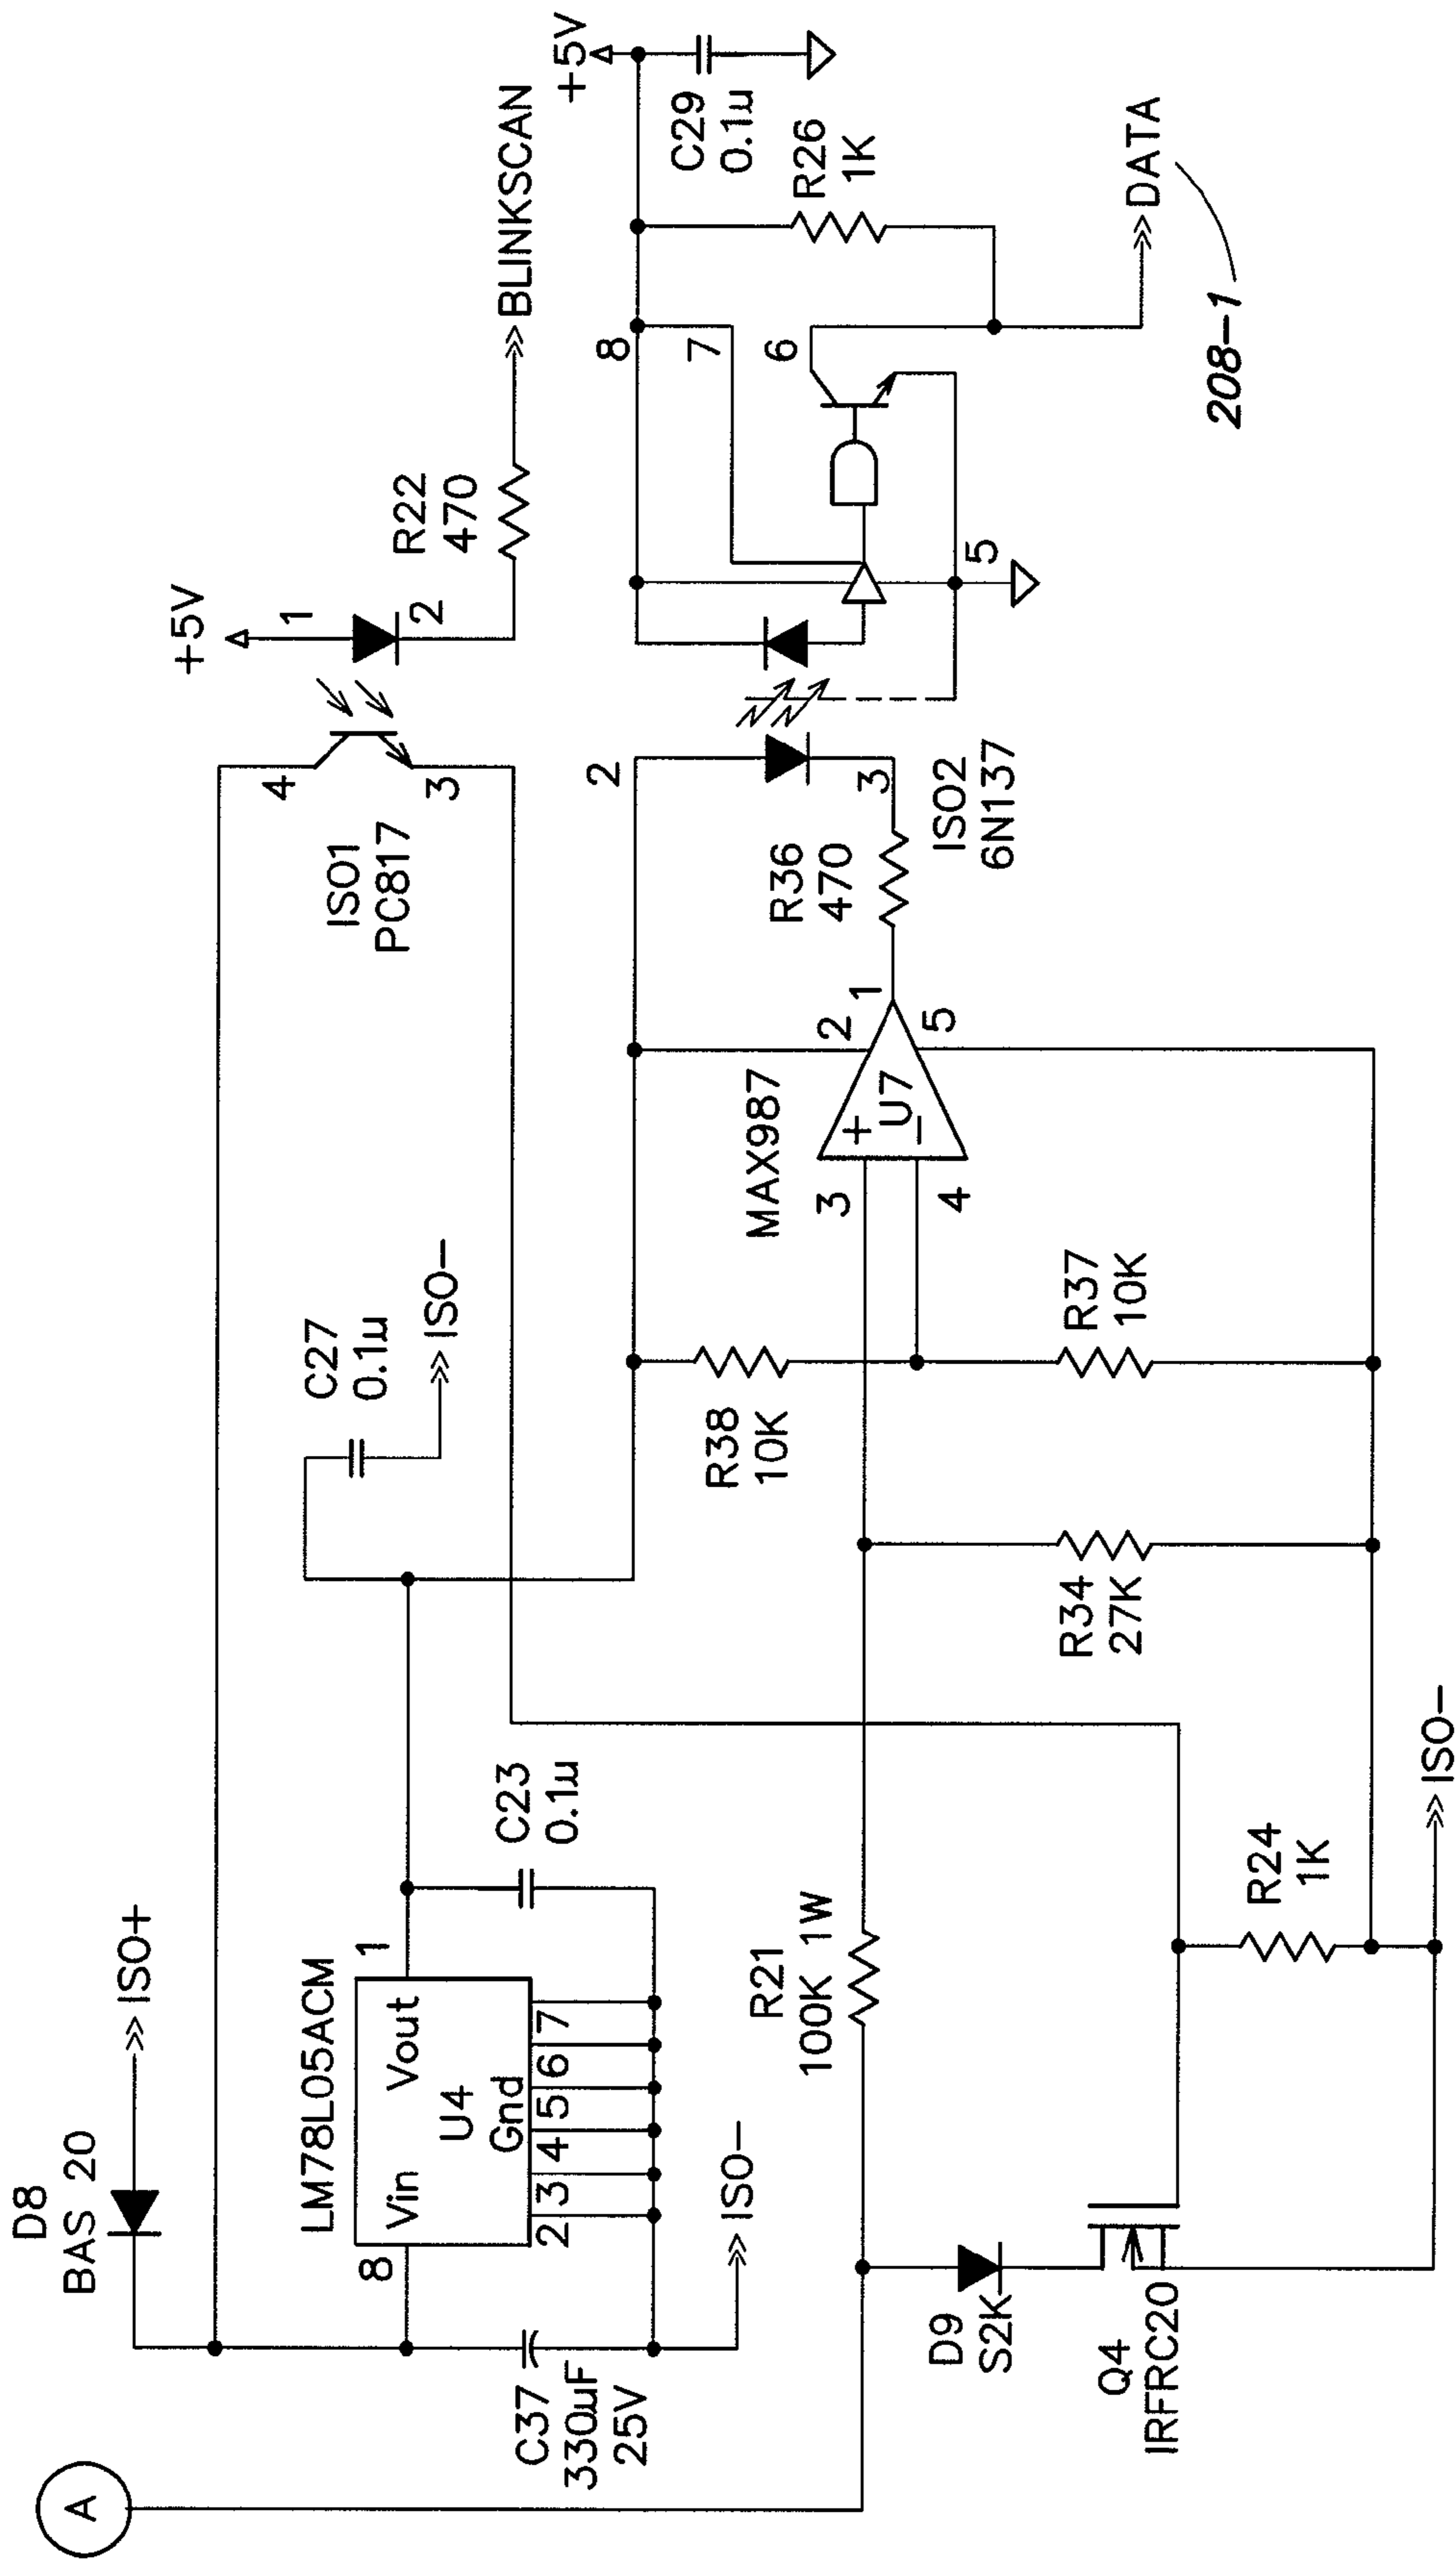 A
D8
BAS 20
ISO+
LM78L05ACM
Vin
Vout
U4
Gnd
8
1
2
3
4
5
6
7
C37
330µF
25V
ISO-
C23
0.1µ
C27
0.1µ
ISO-
ISO1
PC817
4
3
+5V
1
2
R22
470
BLINKSCAN
D9
S2K
Q4
IRFRC20
R21
100K 1W
R24
1K
ISO-
R34
27K
R38
10K
R37
10K
MAX987
U7
+
−
3
4
2
5
1
R36
470
2
3
ISO2
6N137
8
7
6
5
+5V
C29
0.1µ
R26
1K
DATA
208-1